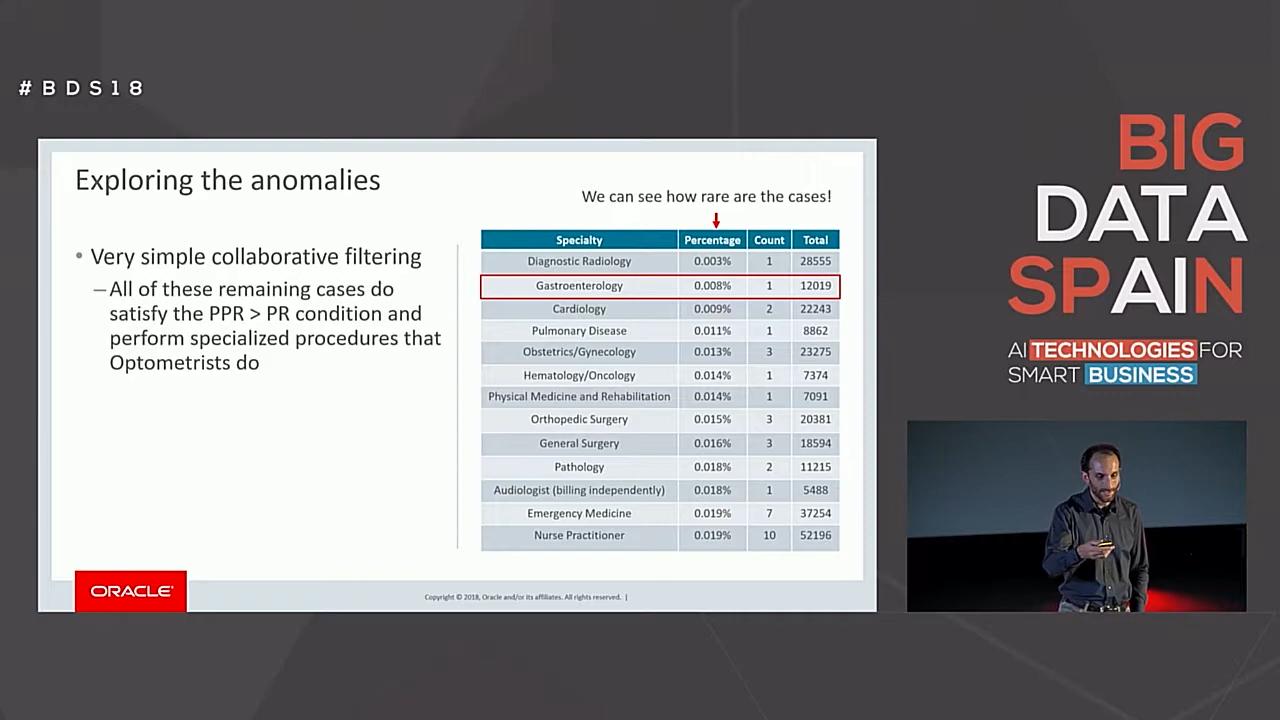 #BDS18
Exploring the anomalies
We can see how rare are the cases!
• Very simple collaborative filtering
–All of these remaining cases do
satisfy the PPR > PR condition and
perform specialized procedures that
Optometrists do
Specialty Percentage Count Total
Diagnostic Radiology 0.003% 1 28555
Gastroenterology 0.008% 1 12019
Cardiology 0.009% 2 22243
Pulmonary Disease 0.011% 1 8862
Obstetrics/Gynecology 0.013% 3 23275
Hematology/Oncology 0.014% 1 7374
Physical Medicine and Rehabilitation 0.014% 1 7091
Orthopedic Surgery 0.015% 3 20381
General Surgery 0.016% 3 18594
Pathology 0.018% 2 11215
Audiologist (billing independently) 0.018% 1 5488
Emergency Medicine 0.019% 7 37254
Nurse Practitioner 0.019% 10 52196
ORACLE®
Copyright © 2018, Oracle and/or its affiliates. All rights reserved. |
BIG
DATA
SPAIN
AI TECHNOLOGIES FOR
SMART BUSINESS